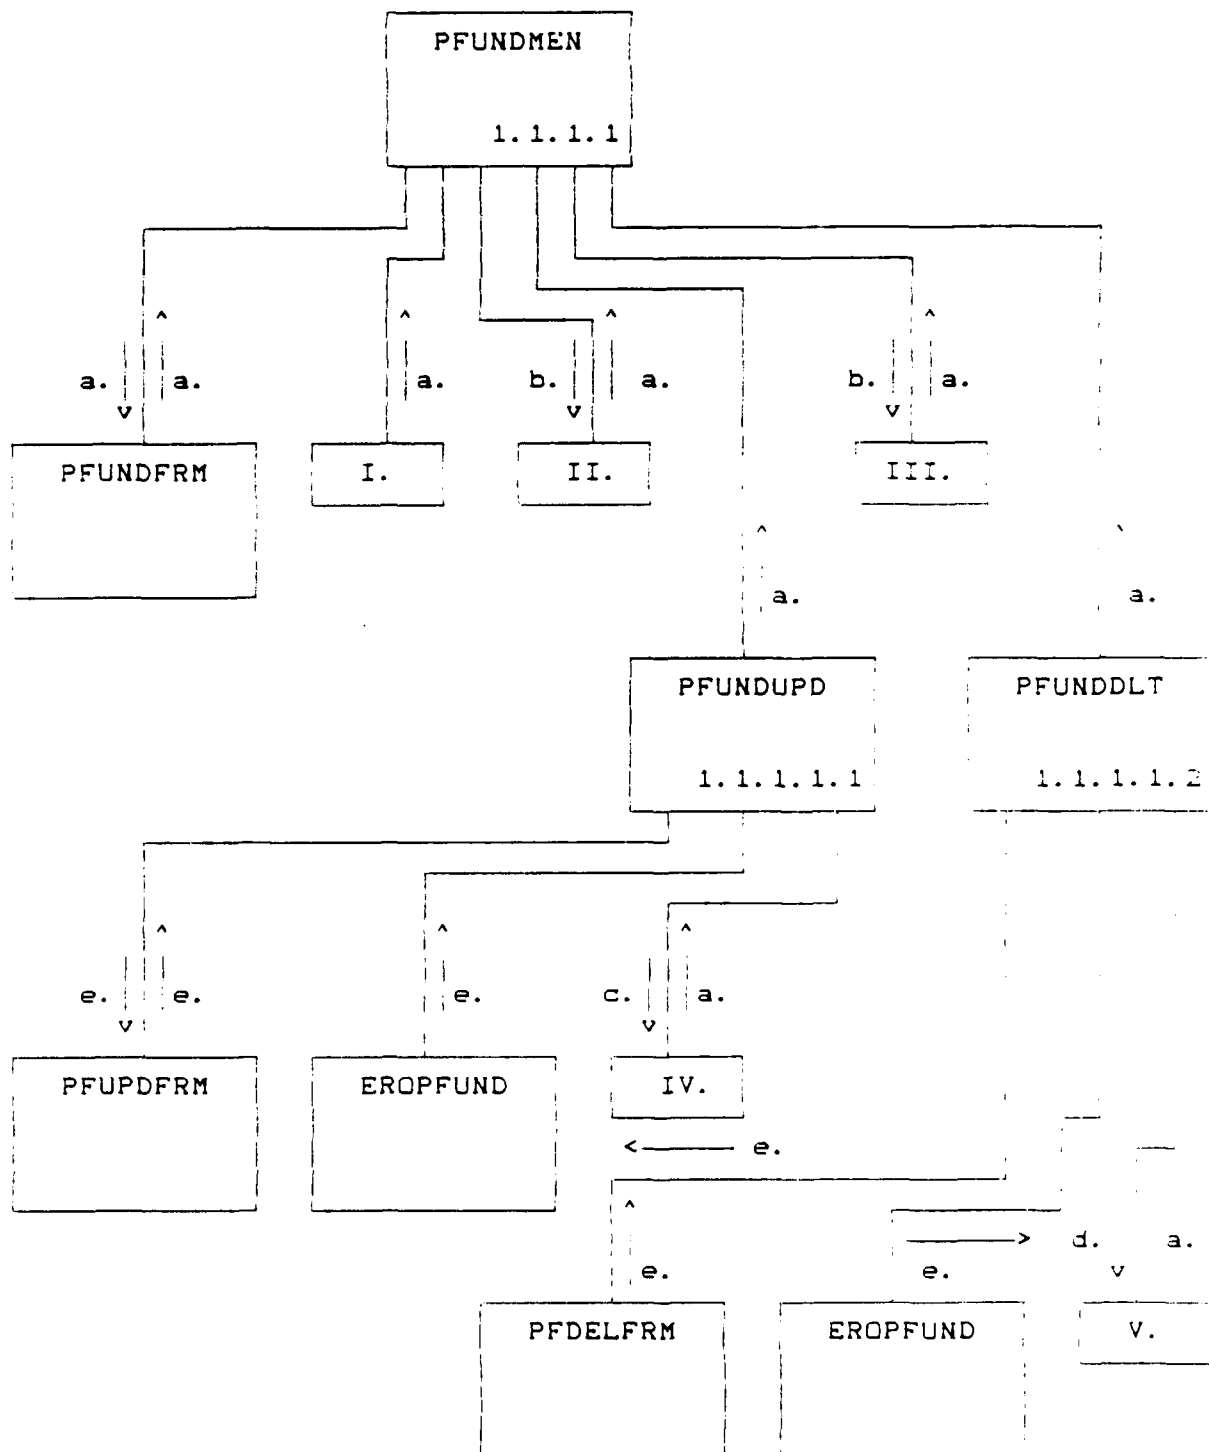 PFUNDMEN
1.1.1.1
a. a. a. b. a. b. a.
PFUNDFRM I. II. III.
a. a.
PFUNDUPD PFUNDDLT
1.1.1.1.1 1.1.1.1.2
e. e. e. c. a.
PFUPDFRM EROPFUND IV.
e.
d. a.
e. e.
PFDELFRM EROPFUND V.